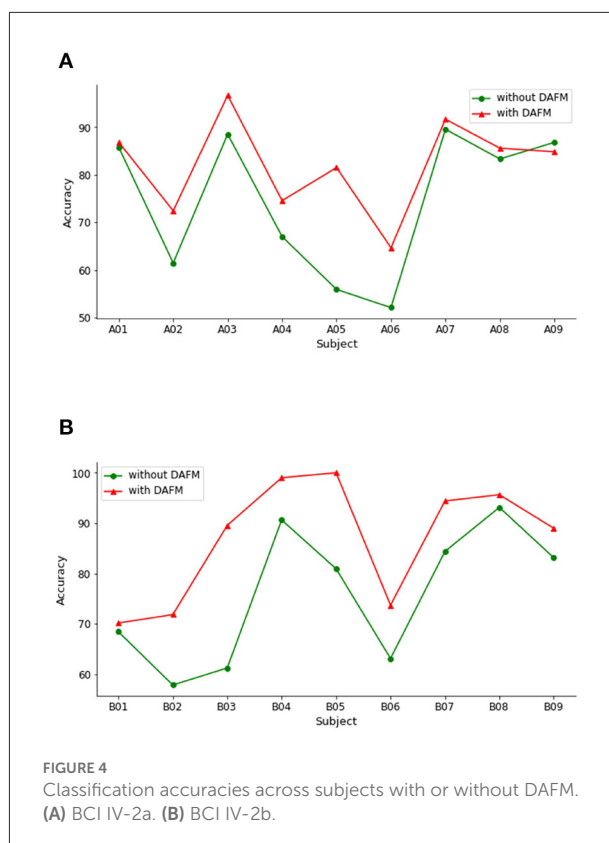 A
without DAFM
with DAFM
90
80
70
60
50
Accuracy
A01 A02 A03 A04 A05 A06 A07 A08 A09
Subject
B
without DAFM
with DAFM
100
90
80
70
60
Accuracy
B01 B02 B03 B04 B05 B06 B07 B08 B09
Subject
FIGURE 4
Classification accuracies across subjects with or without DAFM.
(A) BCI IV-2a. (B) BCI IV-2b.